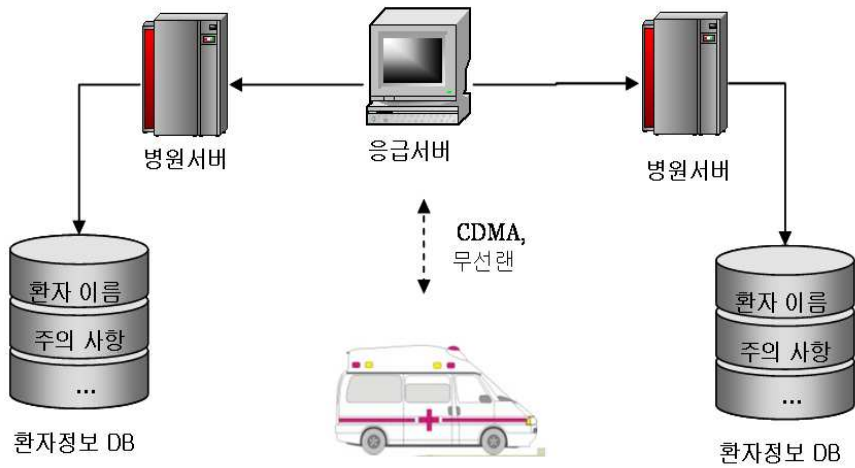 병원서버
응급서버
병원서버
CDMA,
무선랜
환자 이름
주의 사항
...
환자정보 DB
환자 이름
주의 사항
...
환자정보 DB